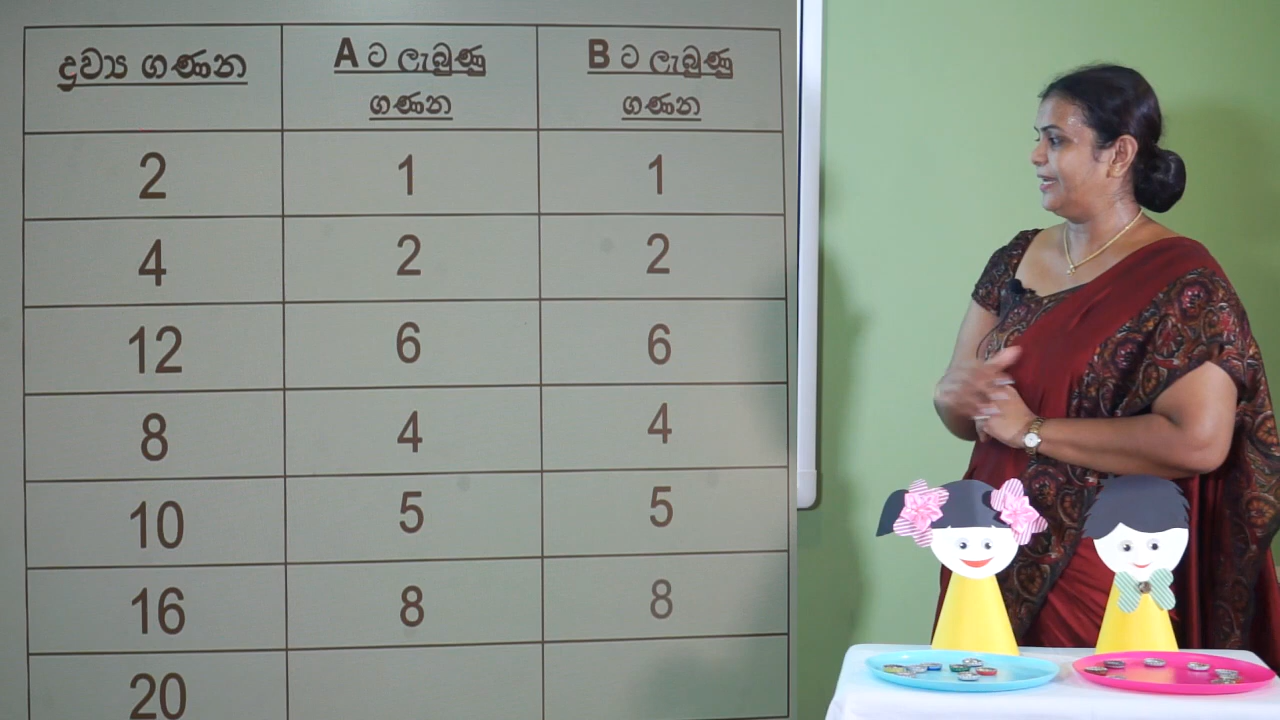 ද්‍රව්‍ය ගණන | A ට ලැබුණු ගණන | B ට ලැබුණු ගණන
2 | 1 | 1
4 | 2 | 2
12 | 6 | 6
8 | 4 | 4
10 | 5 | 5
16 | 8 | 8
20